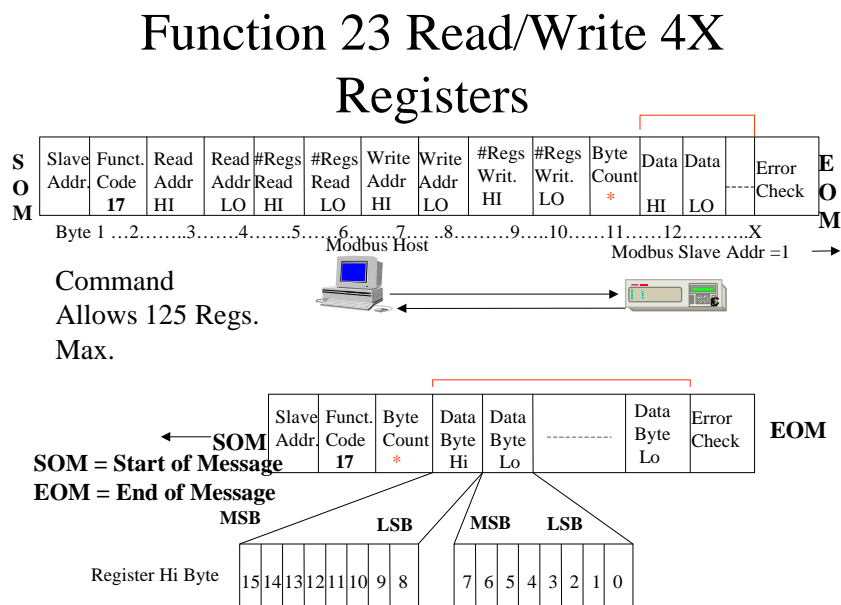 Function 23 Read/Write 4X
Registers
SOM
Slave Addr.
Funct. Code 17
Read Addr HI
Read Addr LO
#Regs Read HI
#Regs Read LO
Write Addr HI
Write Addr LO
#Regs Writ. HI
#Regs Writ. LO
Byte Count *
Data HI
Data LO
-----
Error Check
EOM
Byte 1 …2……..3…….4…….5…….6…….7… ..8……….9…10……11……12………..X
Modbus Host
Modbus Slave Addr =1
Command
Allows 125 Regs.
Max.
SOM
Slave Addr.
Funct. Code 17
Byte Count *
Data Byte Hi
Data Byte Lo
-----------
Data Byte Lo
Error Check
EOM
SOM = Start of Message
EOM = End of Message
MSB LSB MSB LSB
Register Hi Byte 15 14 13 12 11 10 9 8 7 6 5 4 3 2 1 0